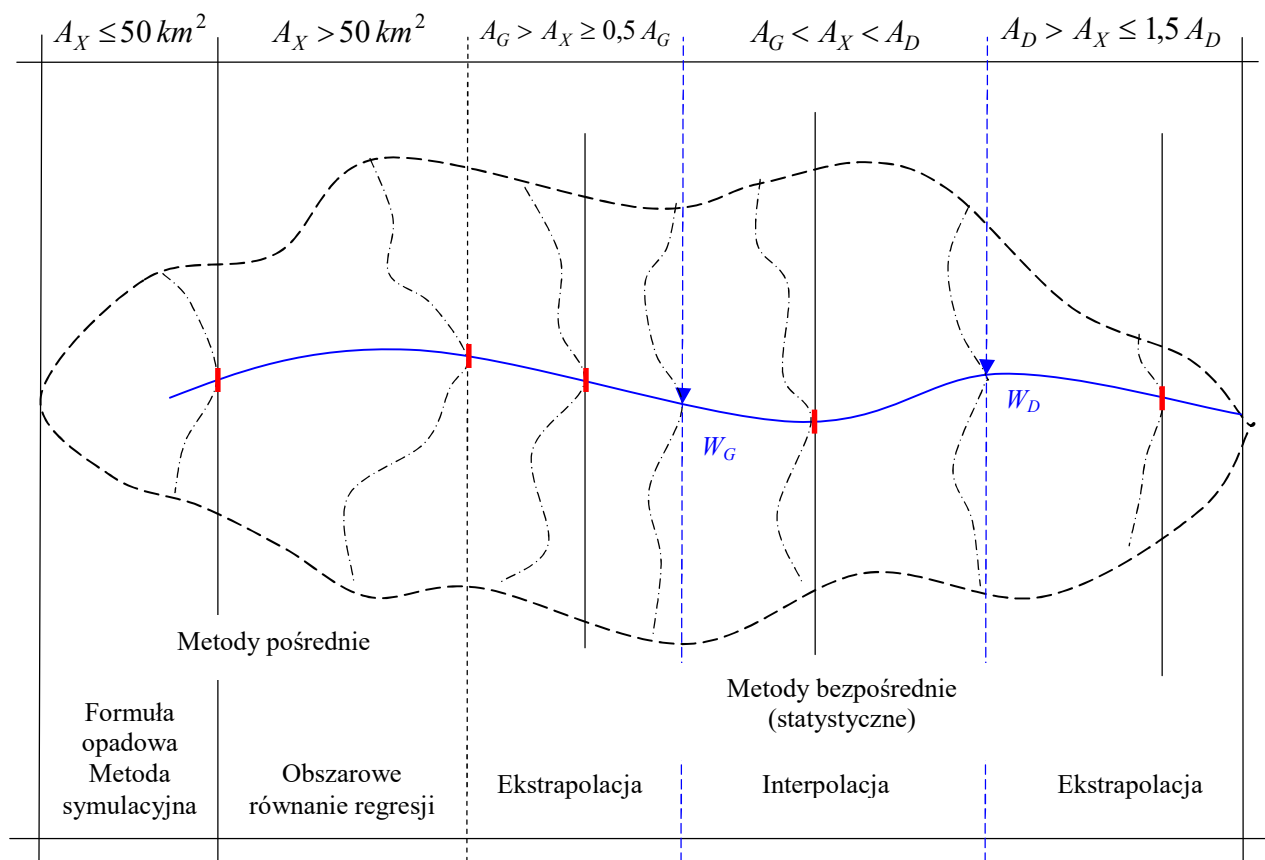 A_X ≤ 50 km²
A_X > 50 km²
A_G > A_X ≥ 0,5 A_G
A_G < A_X < A_D
A_D > A_X ≤ 1,5 A_D
W_D
W_G
Metody pośrednie
Metody bezpośrednie
(statystyczne)
Formuła
opadowa
Metoda
symulacyjna
Obszarowe
równanie regresji
Ekstrapolacja
Interpolacja
Ekstrapolacja